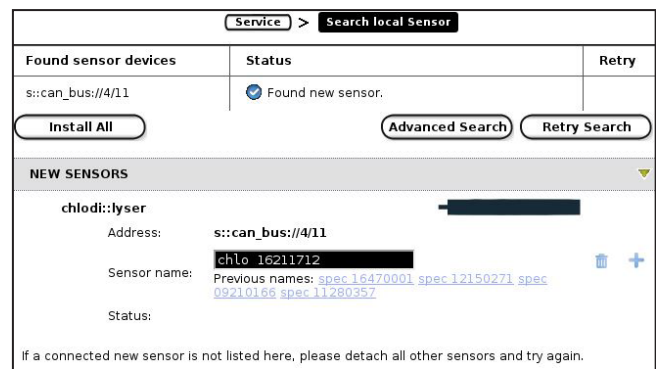 Service > Search local Sensor
Found sensor devices Status Retry
s::can_bus://4/11 Found new sensor.
Install All Advanced Search Retry Search
NEW SENSORS
chlodi::lyser
Address: s::can_bus://4/11
Sensor name: chlo 16211712
Previous names: spec 16470001 spec 12150271 spec
09210166 spec 11280357
Status:
If a connected new sensor is not listed here, please detach all other sensors and try again.